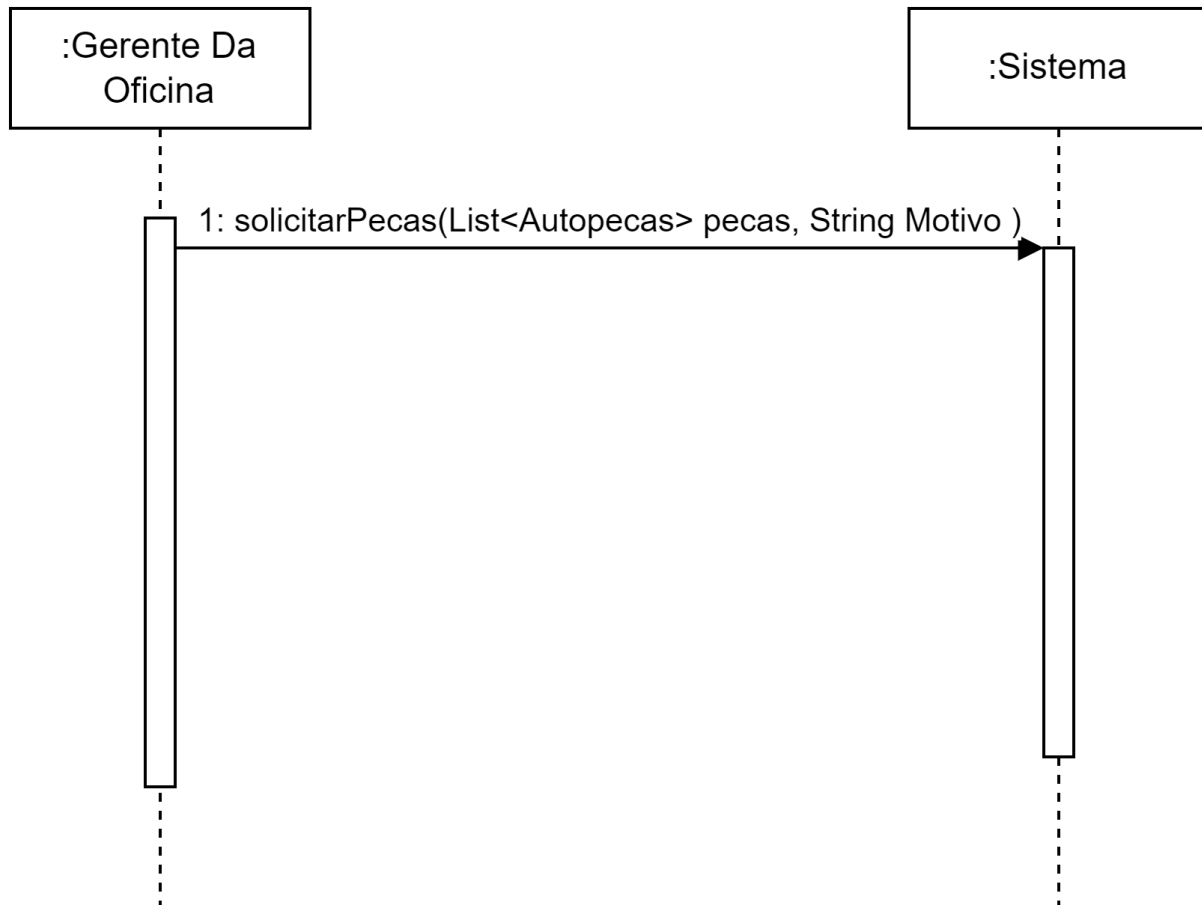 :Gerente Da
Oficina
:Sistema
1: solicitarPecas(List<Autopecas> pecas, String Motivo )